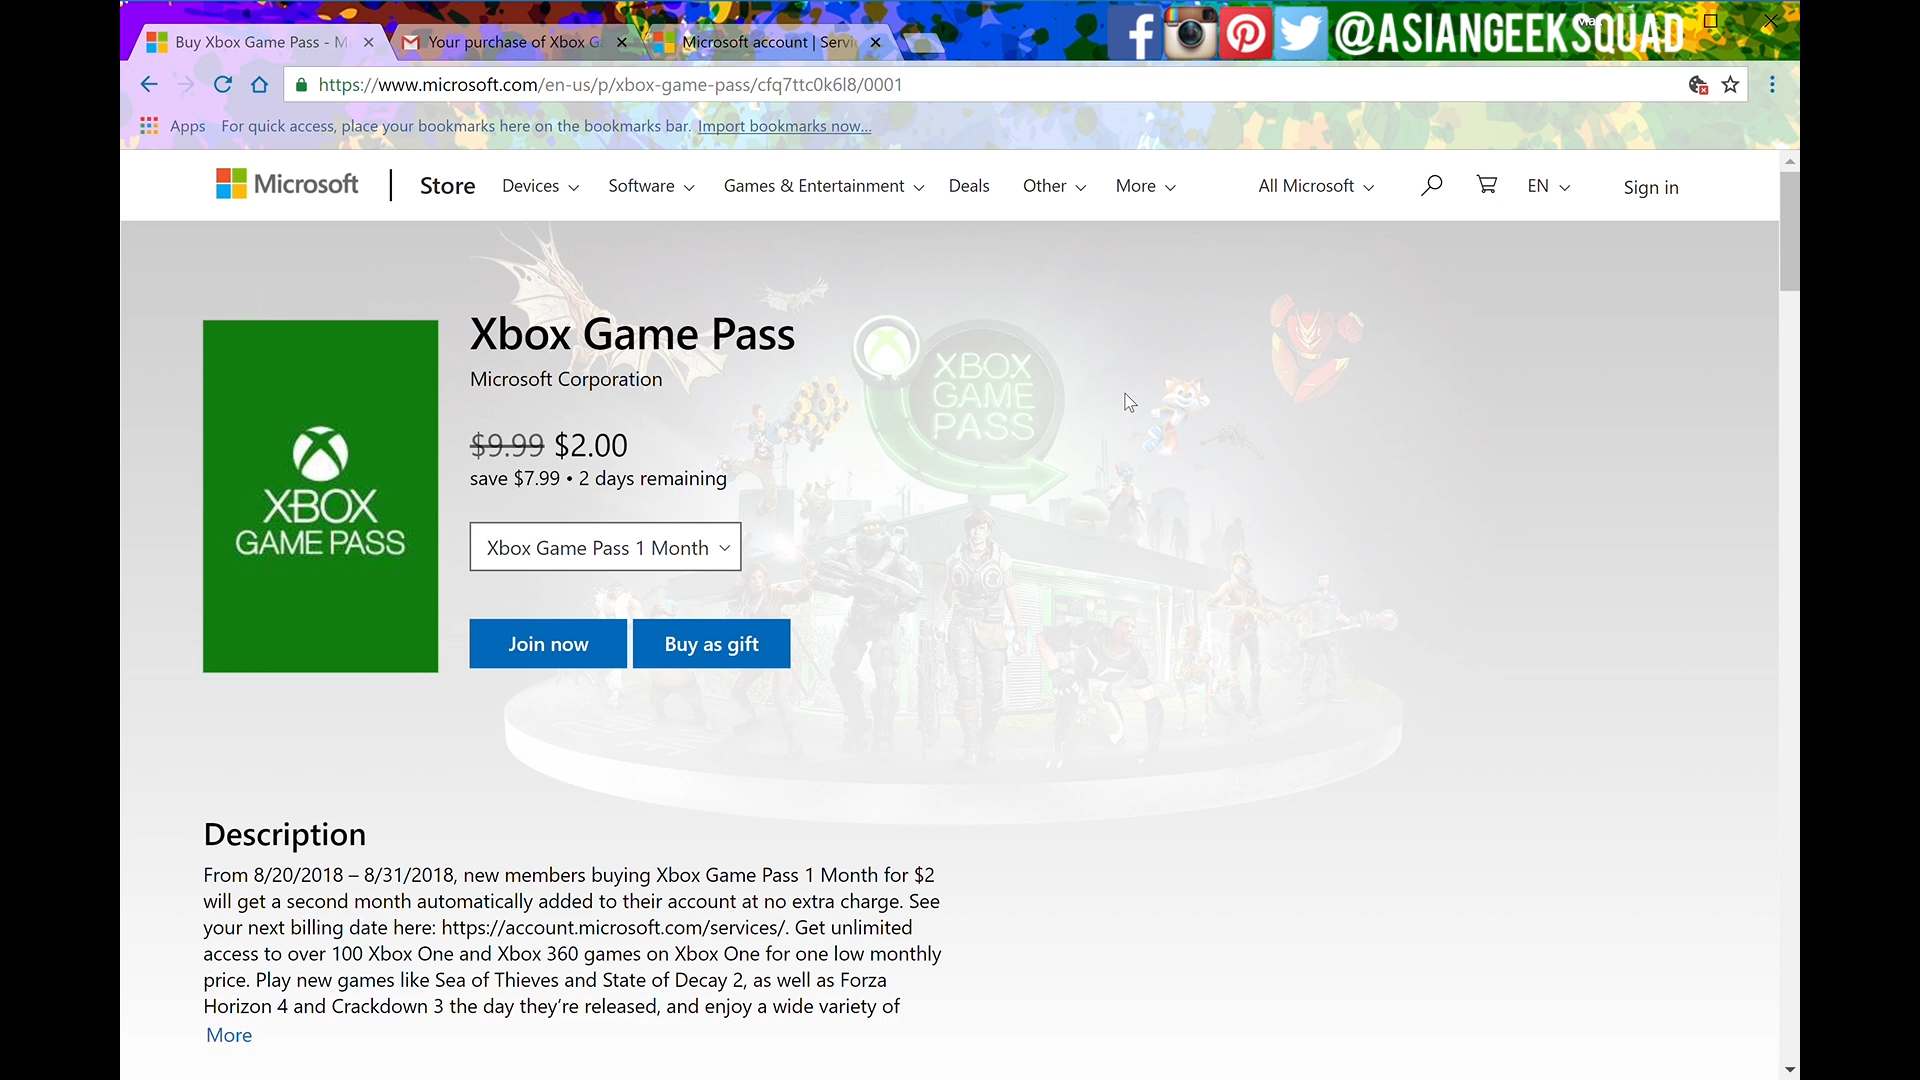 Buy Xbox Game Pass - M
Your purchase of Xbox G
Microsoft account | Servi
@ASIANGEEKSQUAD
https://www.microsoft.com/en-us/p/xbox-game-pass/cfq7ttc0k6l8/0001
Apps For quick access, place your bookmarks here on the bookmarks bar. Import bookmarks now...
Microsoft Store Devices Software Games & Entertainment Deals Other More All Microsoft EN Sign in
Xbox Game Pass
Microsoft Corporation
$9.99 $2.00
save $7.99 • 2 days remaining
Xbox Game Pass 1 Month
Join now Buy as gift
XBOX
GAME PASS
XBOX
GAME
PASS
Description
From 8/20/2018 – 8/31/2018, new members buying Xbox Game Pass 1 Month for $2
will get a second month automatically added to their account at no extra charge. See
your next billing date here: https://account.microsoft.com/services/. Get unlimited
access to over 100 Xbox One and Xbox 360 games on Xbox One for one low monthly
price. Play new games like Sea of Thieves and State of Decay 2, as well as Forza
Horizon 4 and Crackdown 3 the day they're released, and enjoy a wide variety of
More